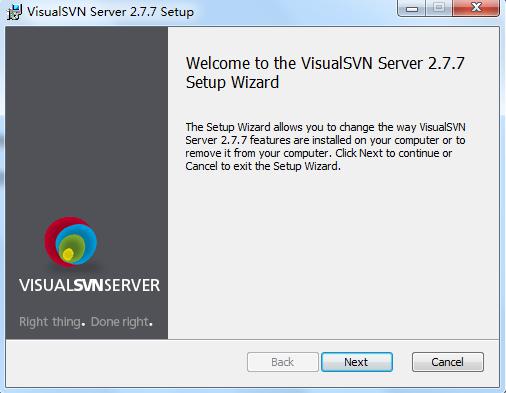 VisualSVN Server 2.7.7 Setup
Welcome to the VisualSVN Server 2.7.7
Setup Wizard
The Setup Wizard allows you to change the way VisualSVN
Server 2.7.7 features are installed on your computer or to
remove it from your computer. Click Next to continue or
Cancel to exit the Setup Wizard.
VISUALSVNSERVER
Right thing. Done right.
Back Next Cancel